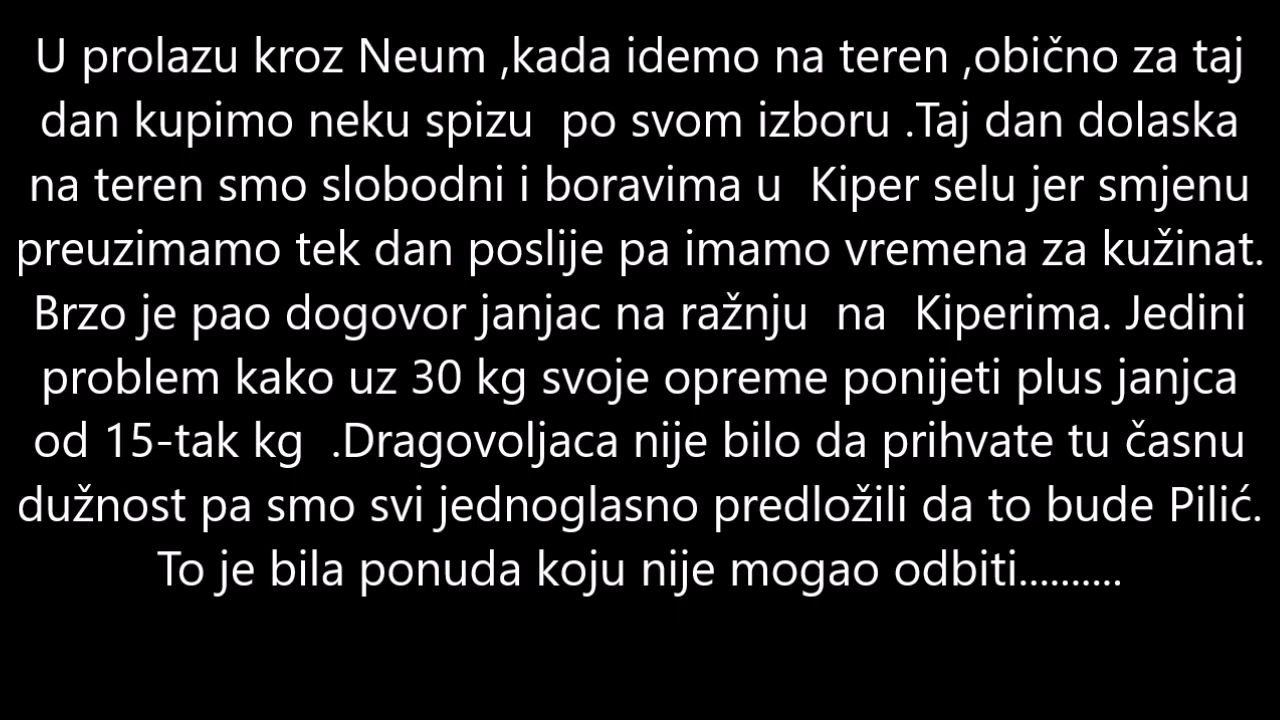 U prolazu kroz Neum ,kada idemo na teren ,obično za taj
dan kupimo neku spizu  po svom izboru .Taj dan dolaska
na teren smo slobodni i boravima u  Kiper selu jer smjenu
preuzimamo tek dan poslije pa imamo vremena za kužinat.
Brzo je pao dogovor janjac na ražnju  na  Kiperima. Jedini
problem kako uz 30 kg svoje opreme ponijeti plus janjca
od 15-tak kg  .Dragovoljaca nije bilo da prihvate tu časnu
dužnost pa smo svi jednoglasno predložili da to bude Pilić.
To je bila ponuda koju nije mogao odbiti..........